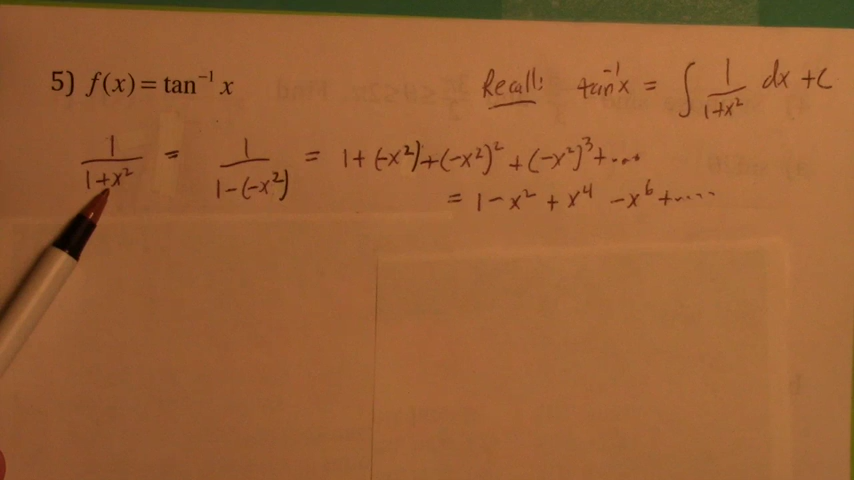 5) f(x) = tan⁻¹ x Recall: tan⁻¹x = ∫ 1/(1+x²) dx + C
1/(1+x²) = 1/(1-(-x²)) = 1+(-x²)+(-x²)²+(-x²)³+....
= 1-x²+x⁴-x⁶+....